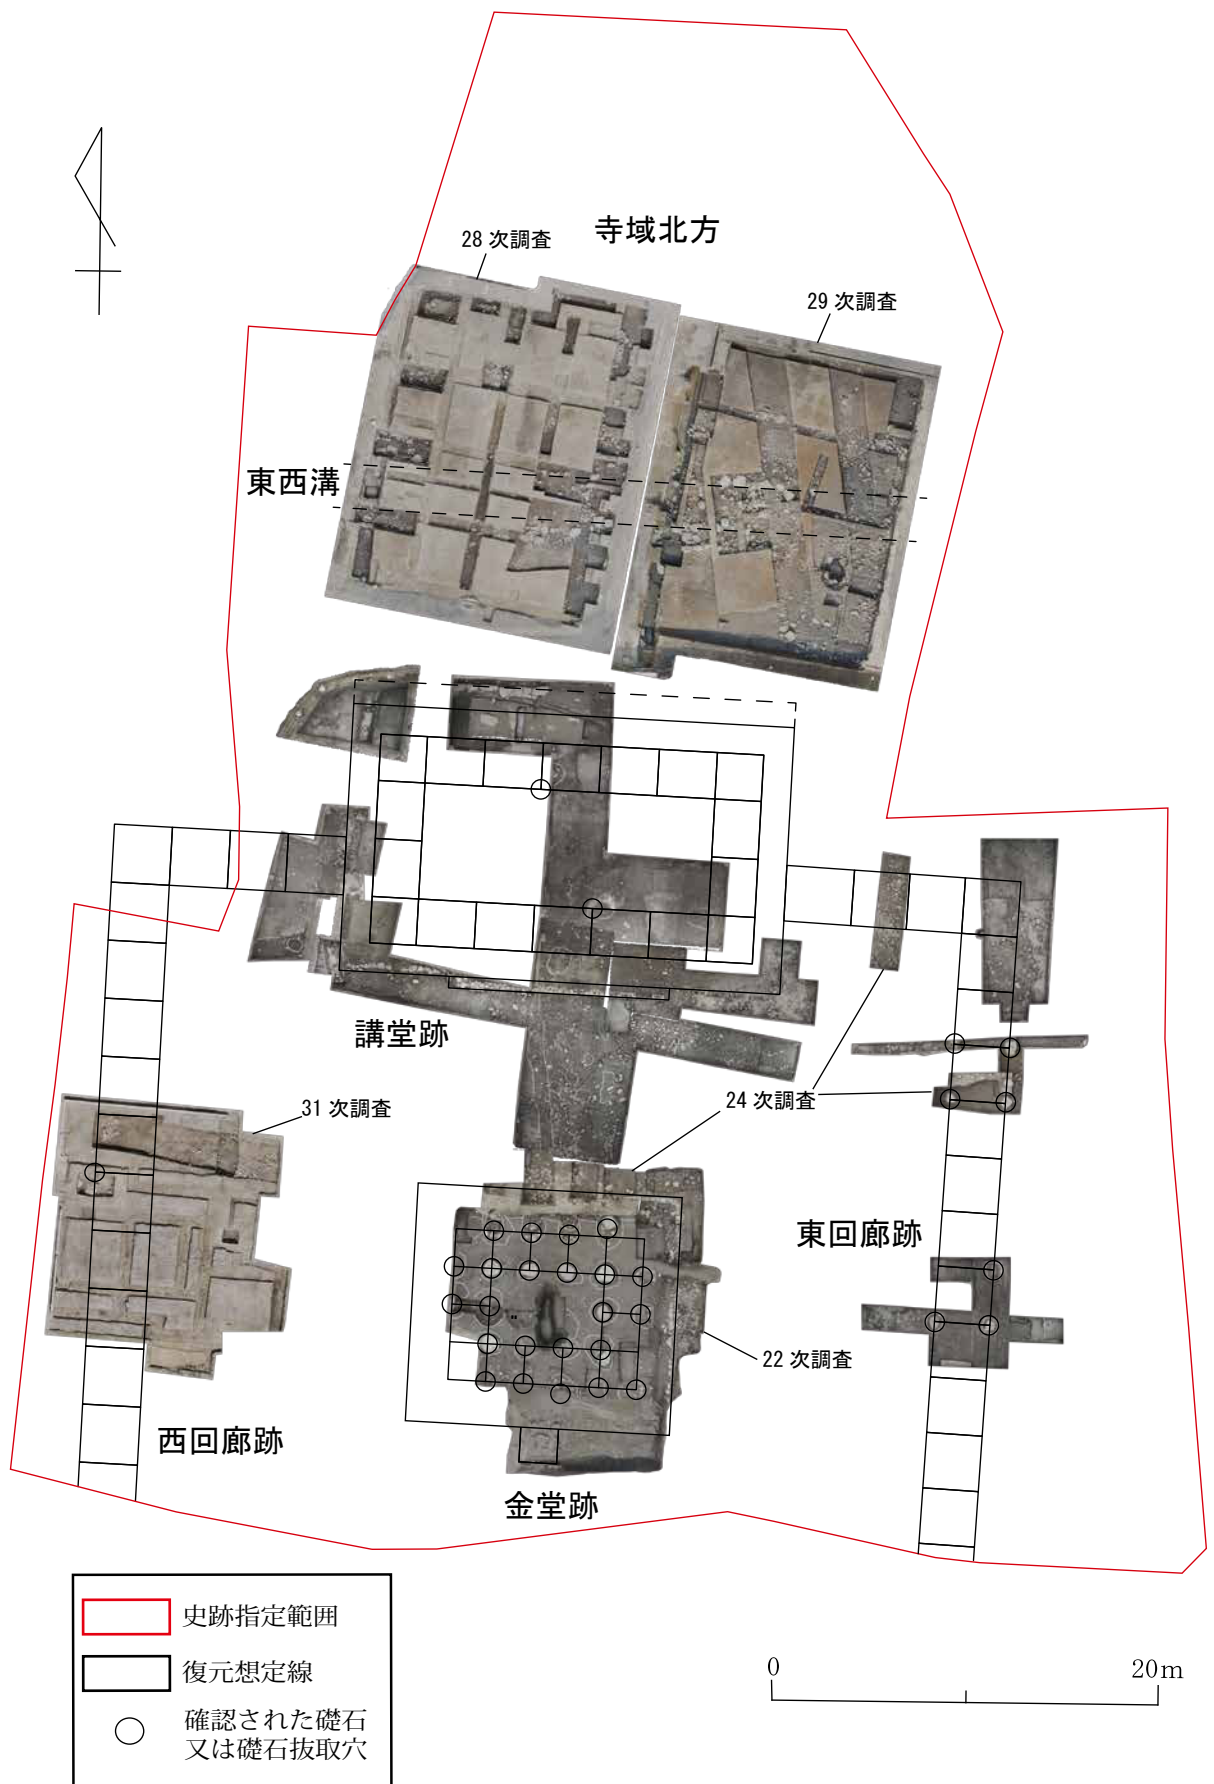 寺域北方
28 次調査
29 次調査
東西溝
講堂跡
31 次調査
24 次調査
東回廊跡
22 次調査
西回廊跡
金堂跡
史跡指定範囲
復元想定線
確認された礎石
又は礎石抜取穴
0
20m